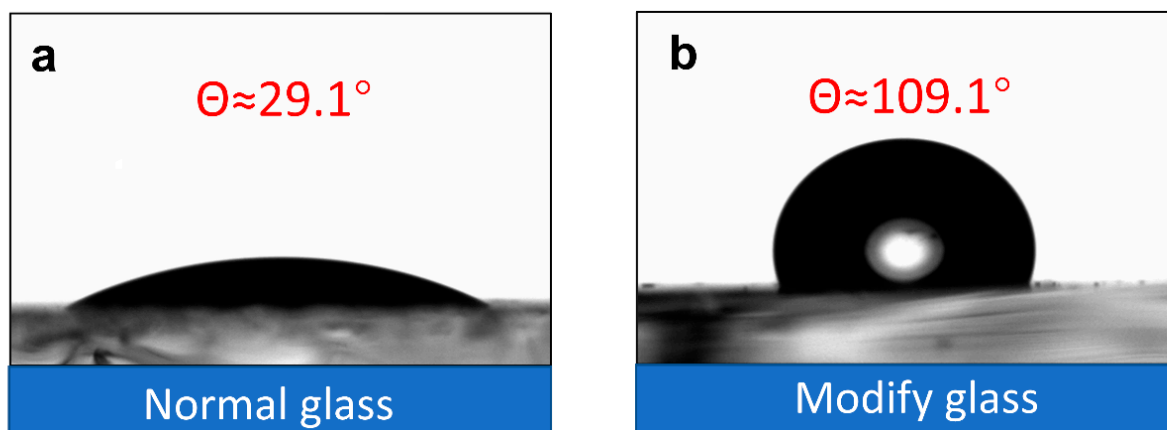 a
Θ≈29.1°
Normal glass
b
Θ≈109.1°
Modify glass